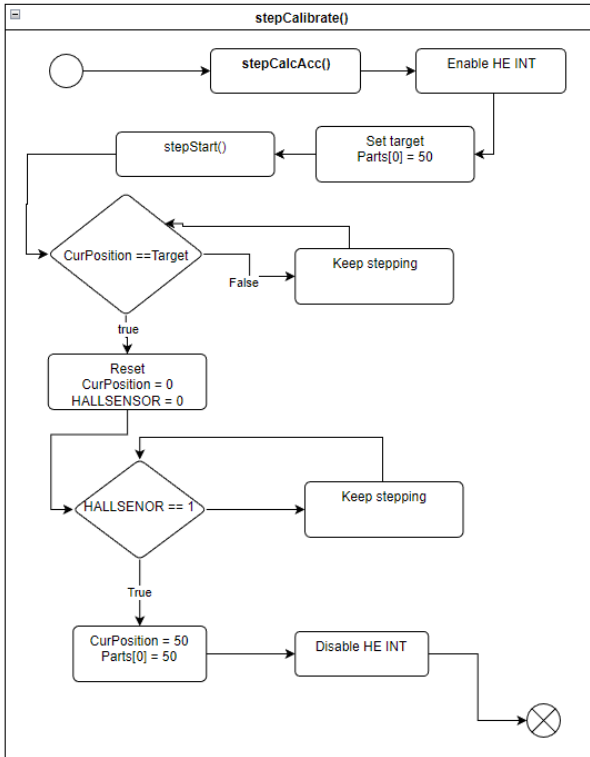 stepCalibrate()
stepCalcAcc()
Enable HE INT
Set target
Parts[0] = 50
stepStart()
CurPosition ==Target
False
Keep stepping
true
Reset
CurPosition = 0
HALLSENSOR = 0
HALLSENOR == 1
Keep stepping
True
CurPosition = 50
Parts[0] = 50
Disable HE INT